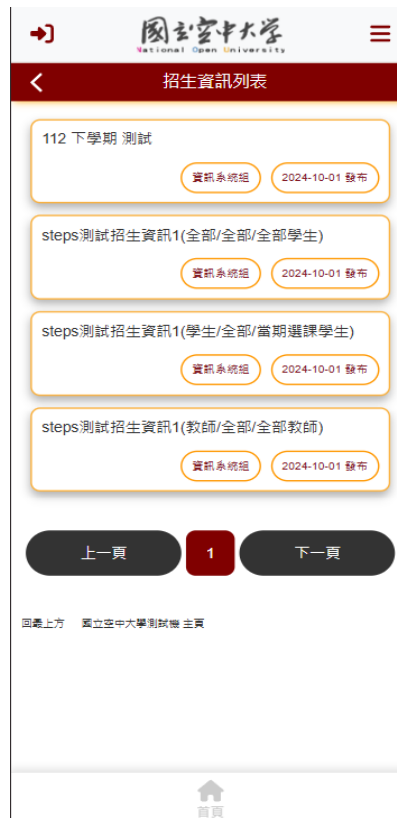 國立空中大学
National Open University
招生資訊列表
112 下學期 測試
資訊系統組 2024-10-01 發布
steps測試招生資訊1(全部/全部/全部學生)
資訊系統組 2024-10-01 發布
steps測試招生資訊1(學生/全部/當期選課學生)
資訊系統組 2024-10-01 發布
steps測試招生資訊1(教師/全部/全部教師)
資訊系統組 2024-10-01 發布
上一頁 1 下一頁
回最上方 國立空中大學測試機 主頁
首頁